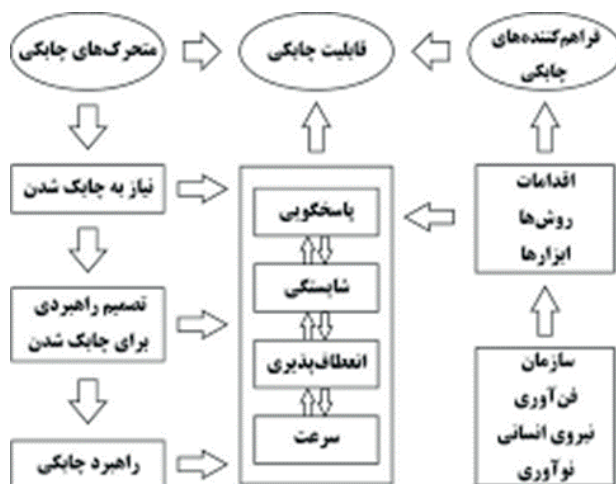 فراهم‌کننده‌های
چابکی
قابلیت چابکی
متحرک‌های چابکی
اقدامات
روش‌ها
ابزارها
سازمان
فن‌آوری
نیروی انسانی
نوآوری
پاسخگویی
شایستگی
انعطاف‌پذیری
سرعت
نیاز به چابک شدن
تصمیم راهبردی
برای چابک شدن
راهبرد چابکی